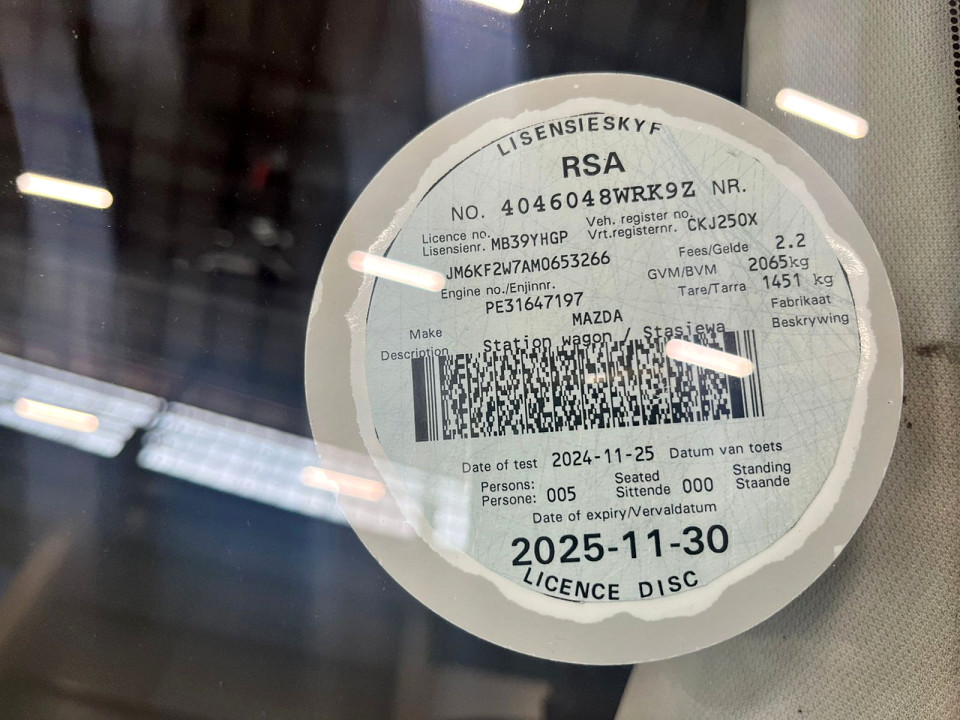 LISENSIESKYF
RSA
NO. 4046048WRK9Z NR.
Licence no. Veh. register no.
Lisensienr. MB39YHGP Vrt.registernr. CKJ250X
JM6KF2W7AM0653266 Fees/Gelde 2.2
Engine no./Enjinnr. GVM/BVM 2065kg
PE31647197 Tare/Tarra 1451 kg
Make MAZDA Fabrikaat
Description Station wagon / Stasiewa Beskrywing
Date of test 2024-11-25 Datum van toets
Persons: Seated Standing
Persone: 005 Sittende 000 Staande
Date of expiry/Vervaldatum
2025-11-30
LICENCE DISC